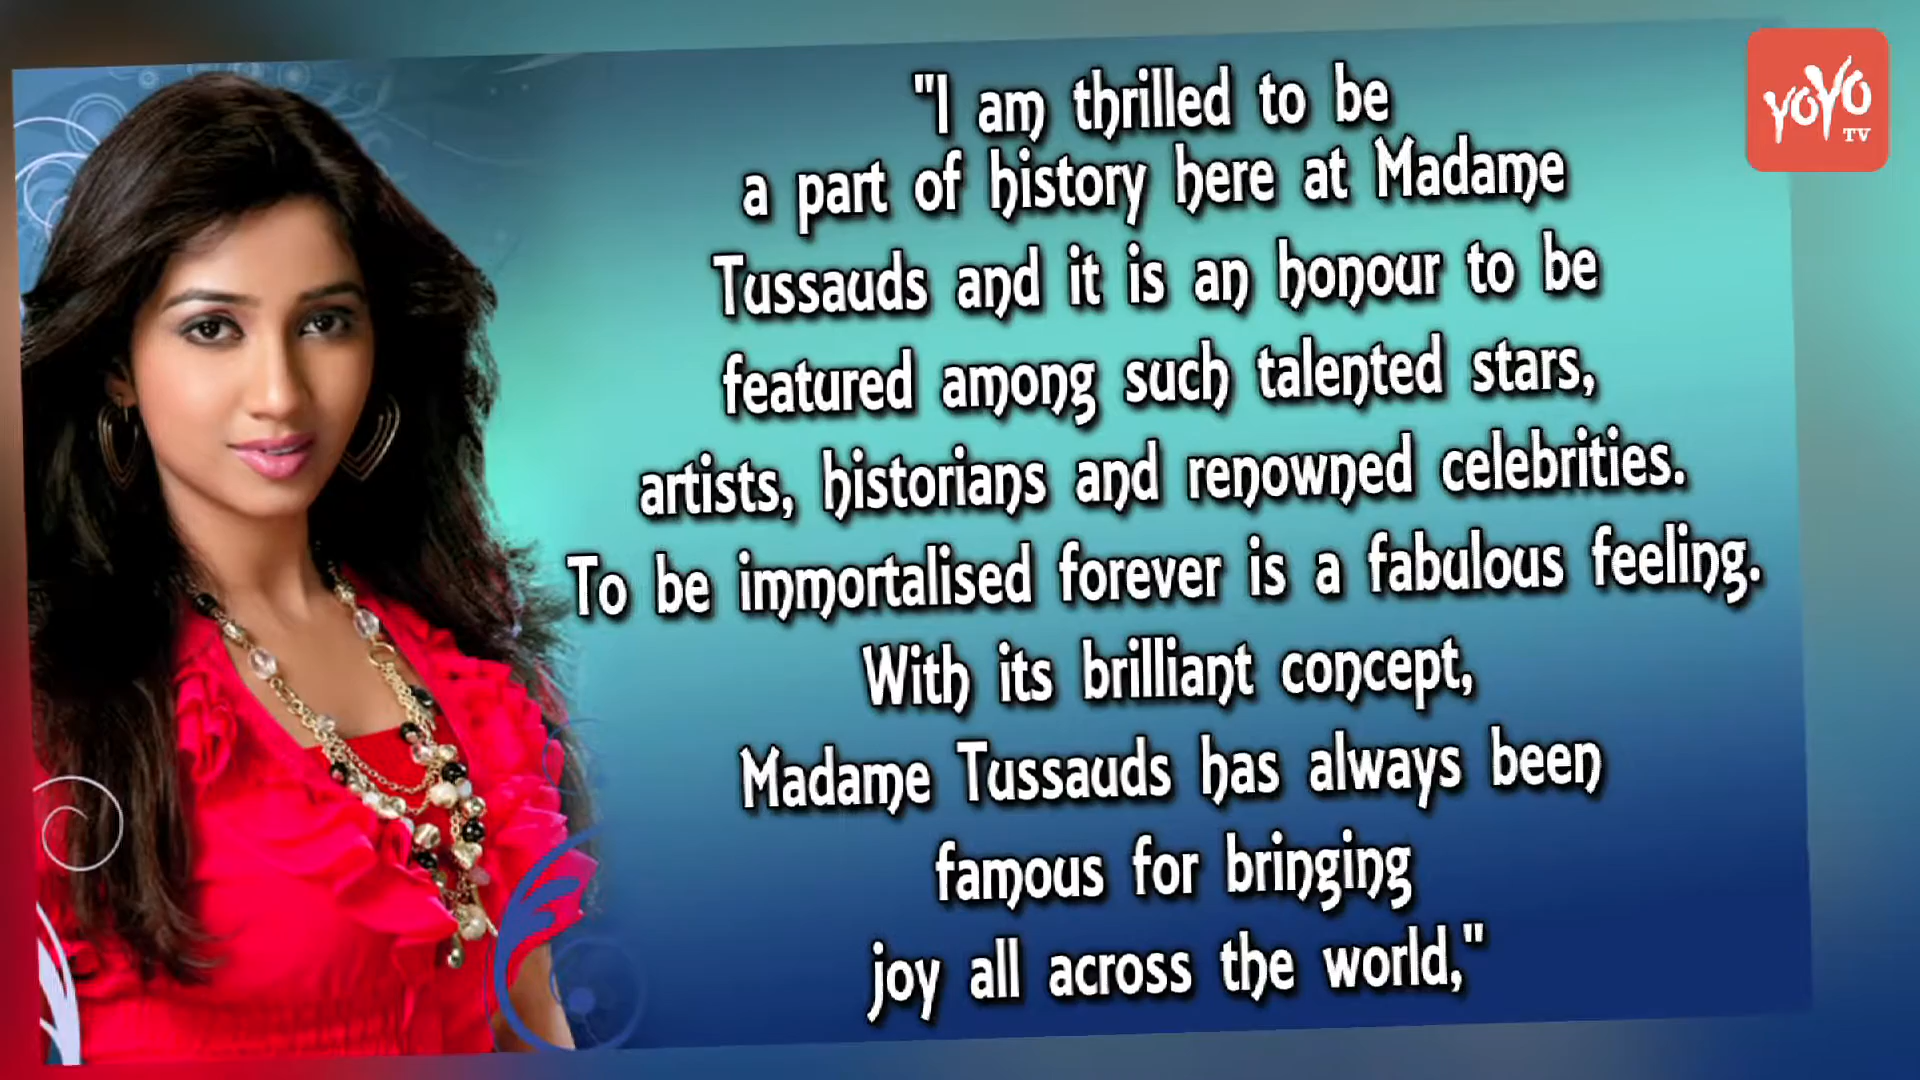 "I am thrilled to be
a part of history here at Madame
Tussauds and it is an honour to be
featured among such talented stars,
artists, historians and renowned celebrities.
To be immortalised forever is a fabulous feeling.
With its brilliant concept,
Madame Tussauds has always been
famous for bringing
joy all across the world,"
YOYO
TV